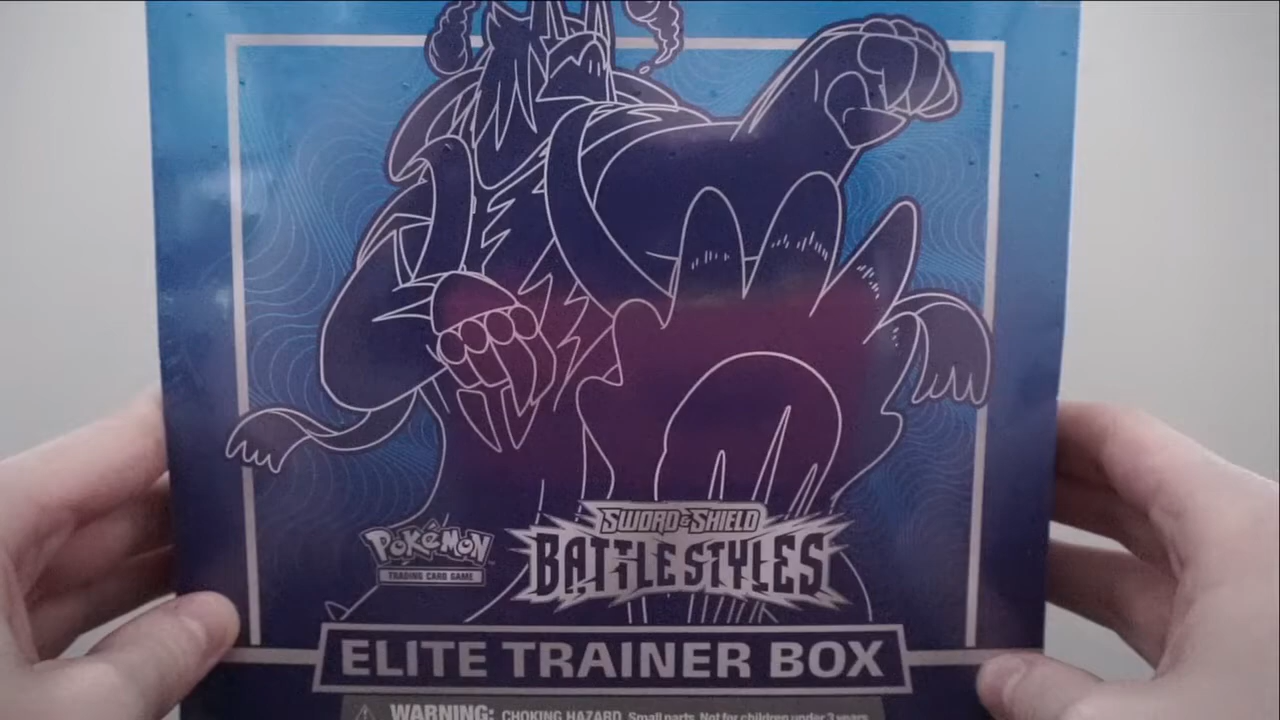 SWORD & SHIELD
POKéMON
TRADING CARD GAME
BATTLE STYLES
ELITE TRAINER BOX
WARNING: CHOKING HAZARD. Small parts. Not for children under 3 years.